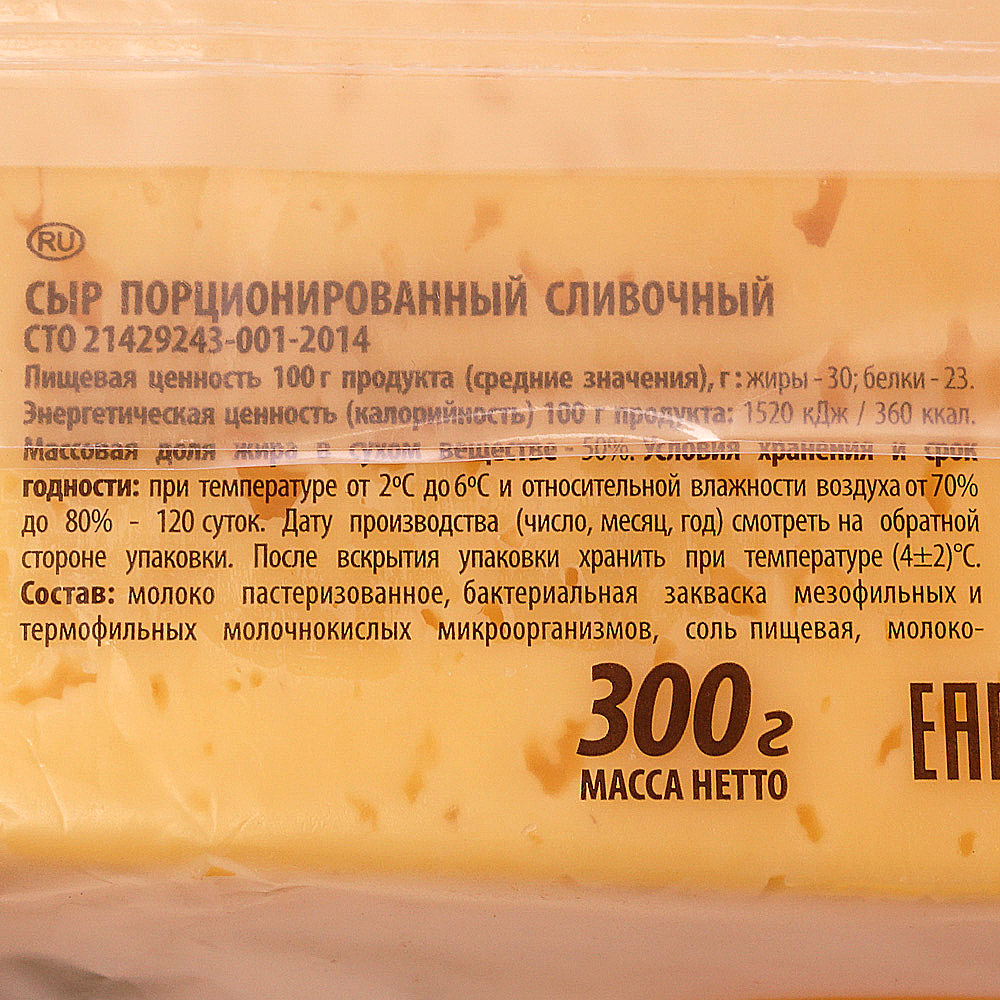 RU
СЫР ПОРЦИОНИРОВАННЫЙ СЛИВОЧНЫЙ
СТО 21429243-001-2014
Пищевая ценность 100 г продукта (средние значения), г : жиры - 30; белки - 23.
Энергетическая ценность (калорийность) 100 г продукта: 1520 кДж / 360 ккал.
Массовая доля жира в сухом веществе - 50%. Условия хранения и срок
годности: при температуре от 2ºС до 6ºС и относительной влажности воздуха от 70%
до 80% - 120 суток. Дату производства (число, месяц, год) смотреть на обратной
стороне упаковки. После вскрытия упаковки хранить при температуре (4±2)°С.
Состав: молоко пастеризованное, бактериальная закваска мезофильных и
термофильных молочнокислых микроорганизмов, соль пищевая, молоко-
300 г
МАССА НЕТТО
EAC